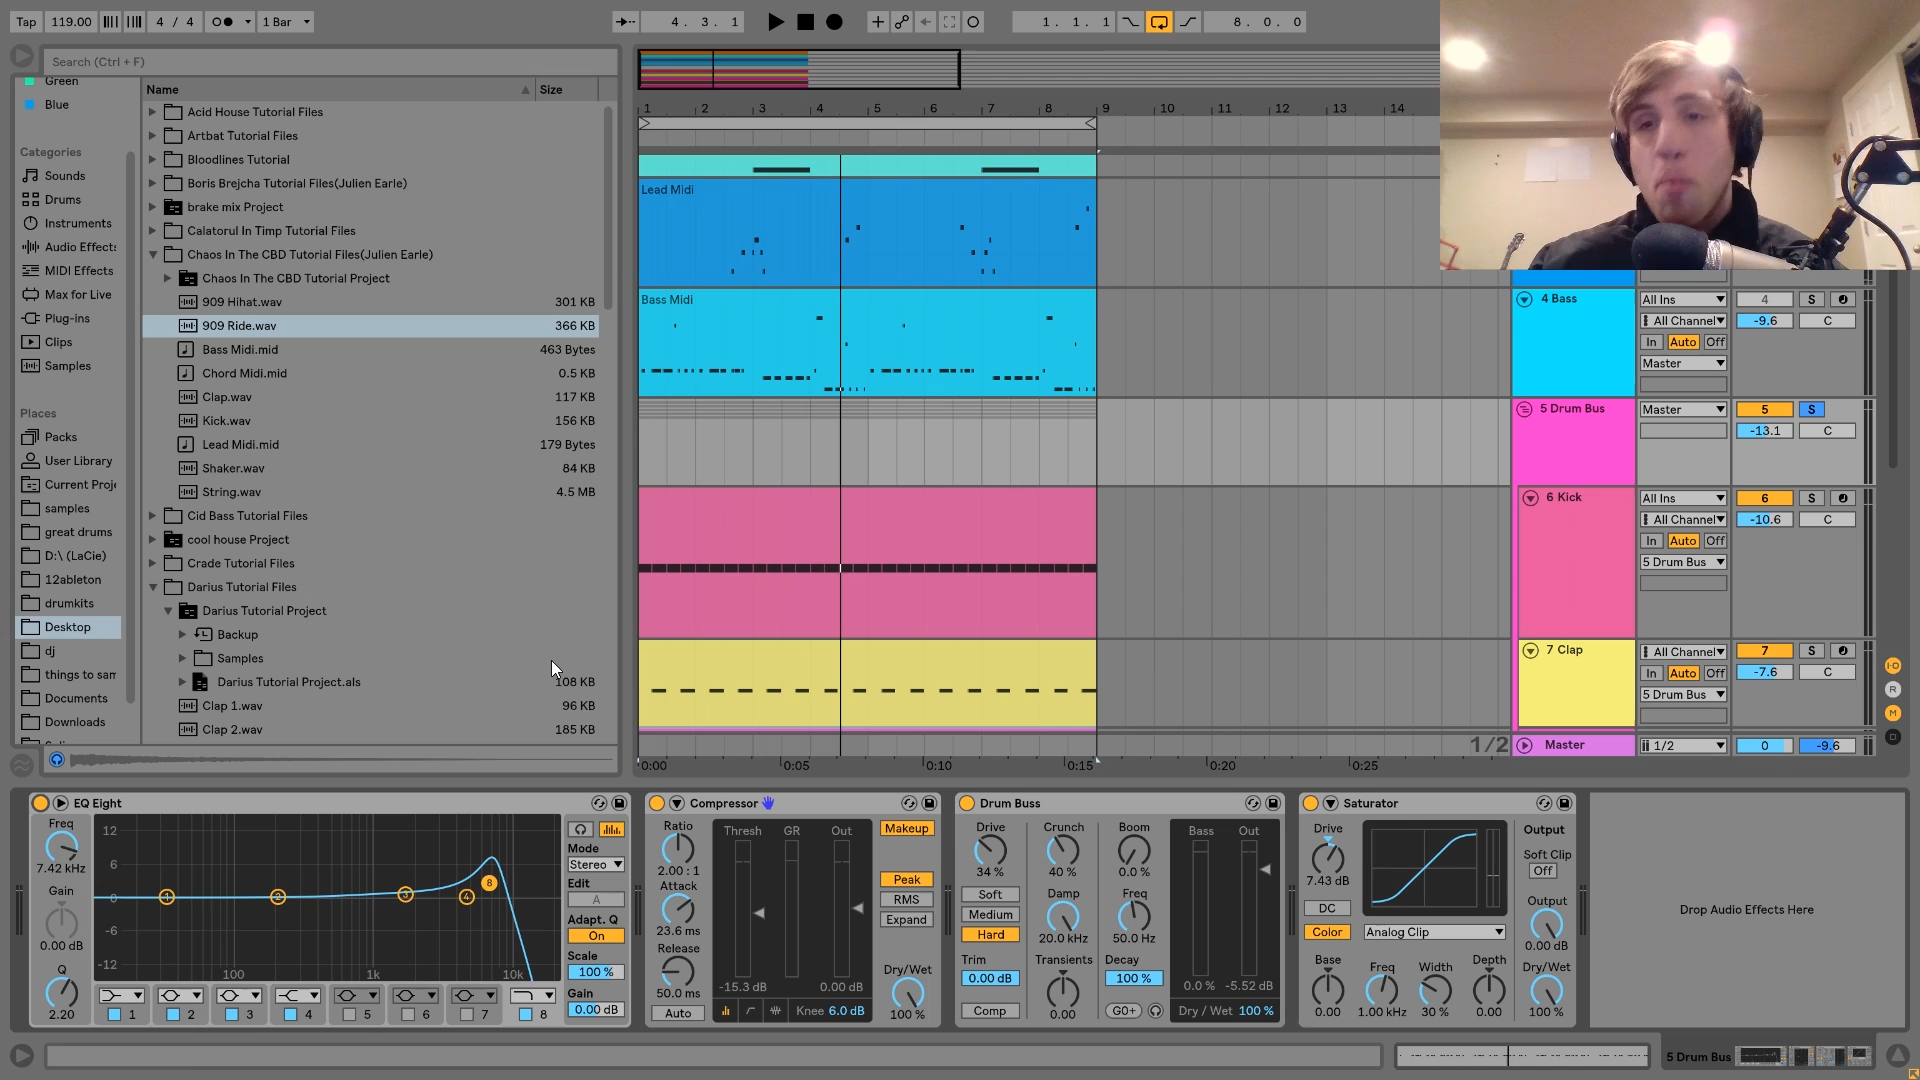 Tap 119.00 4 / 4 1 Bar 4. 3. 1 1. 1. 1 8. 0. 0
Search (Ctrl + F)
Green
Blue
Categories
Sounds
Drums
Instruments
Audio Effects
MIDI Effects
Max for Live
Plug-ins
Clips
Samples
Places
Packs
User Library
Current Proje
samples
great drums
D:\ (LaCie)
12ableton
drumkits
Desktop
dj
things to sam
Documents
Downloads
Name Size
Acid House Tutorial Files
Artbat Tutorial Files
Bloodlines Tutorial
Boris Brejcha Tutorial Files(Julien Earle)
brake mix Project
Calatorul In Timp Tutorial Files
Chaos In The CBD Tutorial Files(Julien Earle)
Chaos In The CBD Tutorial Project
909 Hihat.wav 301 KB
909 Ride.wav 366 KB
Bass Midi.mid 463 Bytes
Chord Midi.mid 0.5 KB
Clap.wav 117 KB
Kick.wav 156 KB
Lead Midi.mid 179 Bytes
Shaker.wav 84 KB
String.wav 4.5 MB
Cid Bass Tutorial Files
cool house Project
Crade Tutorial Files
Darius Tutorial Files
Darius Tutorial Project
Backup
Samples
Darius Tutorial Project.als 108 KB
Clap 1.wav 96 KB
Clap 2.wav 185 KB
1 2 3 4 5 6 7 8 9 10 11 12 13 14
Lead Midi
Bass Midi
4 Bass All Ins 4 S
All Channel -9.6 C
In Auto Off
Master
5 Drum Bus Master 5 S
-13.1 C
6 Kick All Ins 6 S
All Channel -10.6 C
In Auto Off
5 Drum Bus
7 Clap All Channel 7 S
In Auto Off -7.6 C
5 Drum Bus
1/2 Master 1/2 0 -9.6
0:00 0:05 0:10 0:15 0:20 0:25
I·O
R
M
D
EQ Eight
Freq
7.42 kHz
Gain
0.00 dB
Q
2.20
12
6
0
-6
-12
100 1k 10k
1 2 3 4 8
1 2 3 4 5 6 7 8
Mode
Stereo
Edit
A
Adapt. Q
On
Scale
100 %
Gain
0.00 dB
Compressor
Ratio
2.00 : 1
Attack
23.6 ms
Release
50.0 ms
Auto
Thresh GR Out
-15.3 dB 0.00 dB
Knee 6.0 dB
Makeup
Peak
RMS
Expand
Dry/Wet
100 %
Drum Buss
Drive Crunch Boom
34 % 40 % 0.0 %
Soft
Medium
Hard
Damp Freq
20.0 kHz 50.0 Hz
Trim Transients Decay
0.00 dB 100 %
Comp 0.00 G0+
Bass Out
0.0 % -5.52 dB
Dry / Wet 100 %
Saturator
Drive
7.43 dB
DC
Color Analog Clip
Base Freq Width Depth
0.00 1.00 kHz 30 % 0.00
Output
Soft Clip
Off
Output
0.00 dB
Dry/Wet
100 %
Drop Audio Effects Here
5 Drum Bus